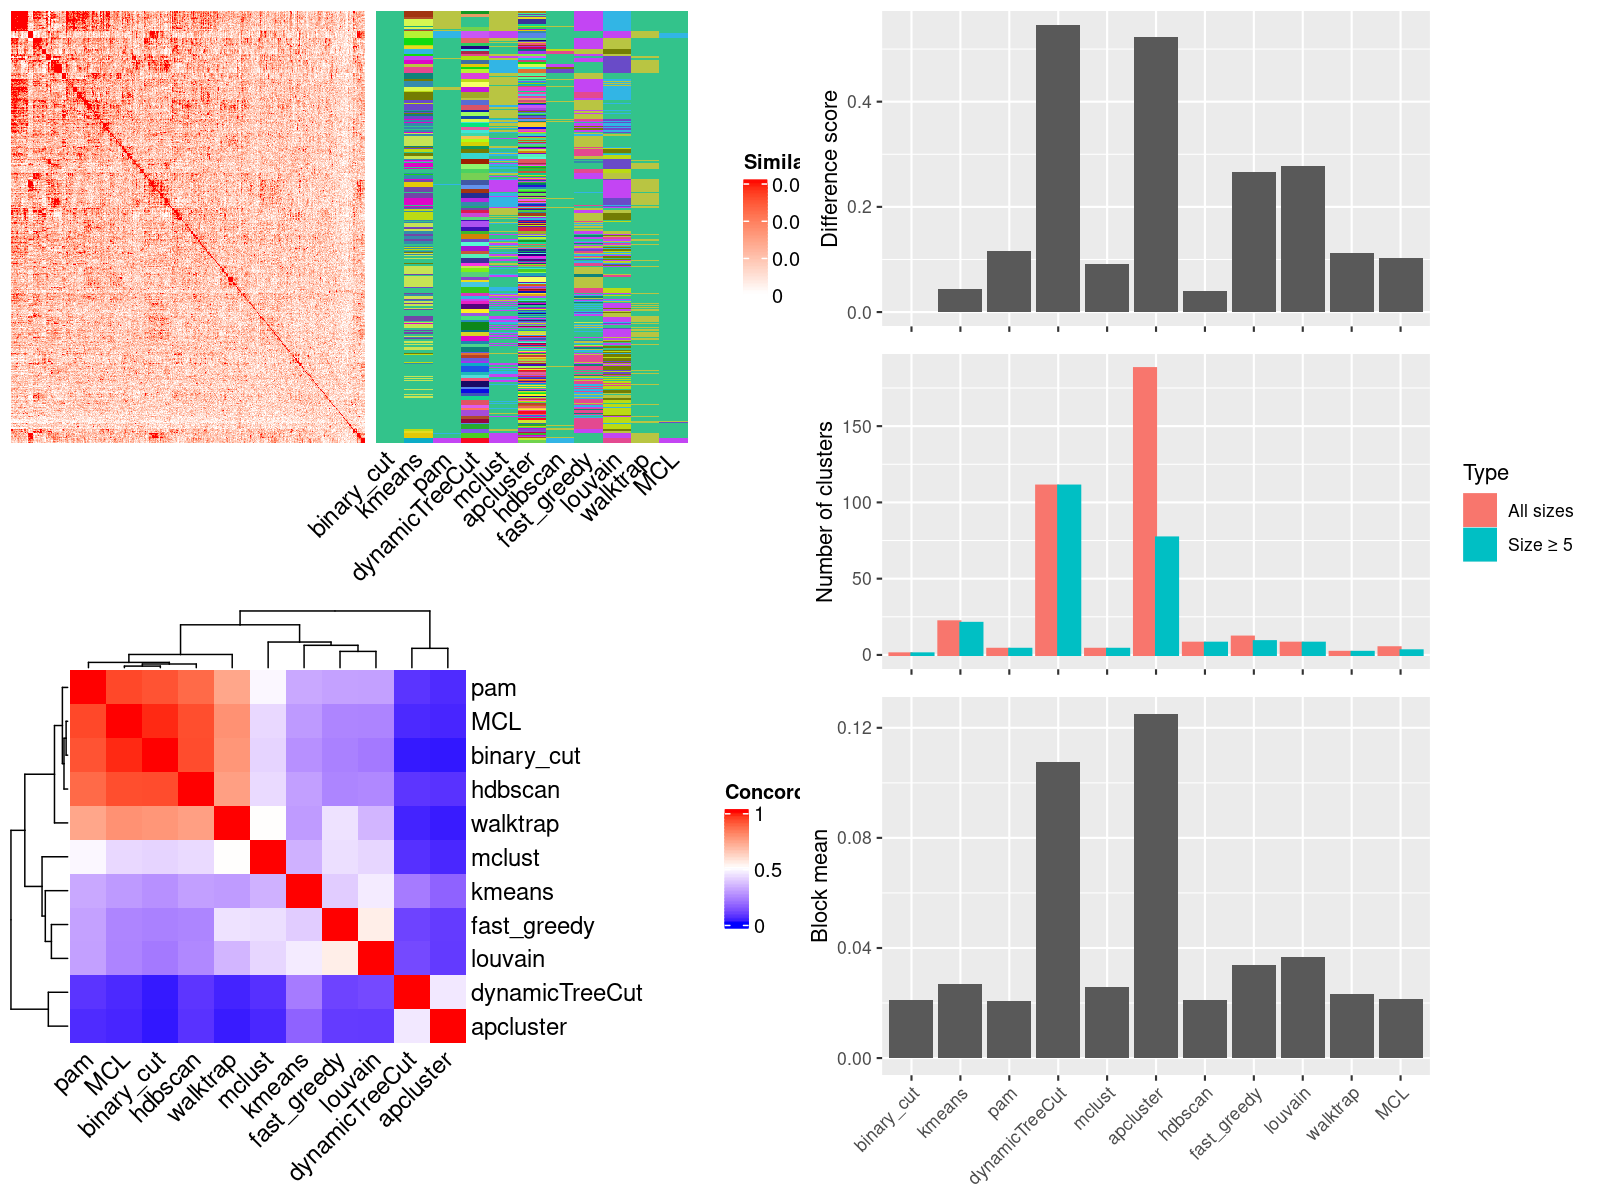 Simila
0.0
0.0
0.0
0
binary_cut
kmeans
pam
dynamicTreeCut
mclust
apcluster
hdbscan
fast_greedy
louvain
walktrap
MCL
pam
MCL
binary_cut
hdbscan
walktrap
mclust
kmeans
fast_greedy
louvain
dynamicTreeCut
apcluster
pam
MCL
binary_cut
hdbscan
walktrap
mclust
kmeans
fast_greedy
louvain
dynamicTreeCut
apcluster
Concord
1
0.5
0
Difference score
0.4
0.2
0.0
Number of clusters
150
100
50
0
Type
All sizes
Size ≥ 5
Block mean
0.12
0.08
0.04
0.00
binary_cut
kmeans
pam
dynamicTreeCut
mclust
apcluster
hdbscan
fast_greedy
louvain
walktrap
MCL